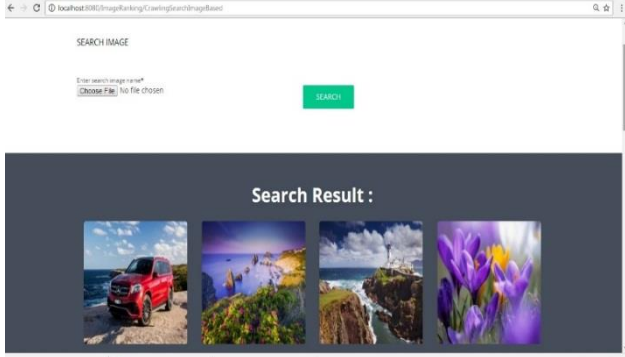 localhost:8080/ImageRanking/CrawlingSearchImageBased
SEARCH IMAGE
Enter search image name*
Choose File No file chosen
SEARCH
Search Result :